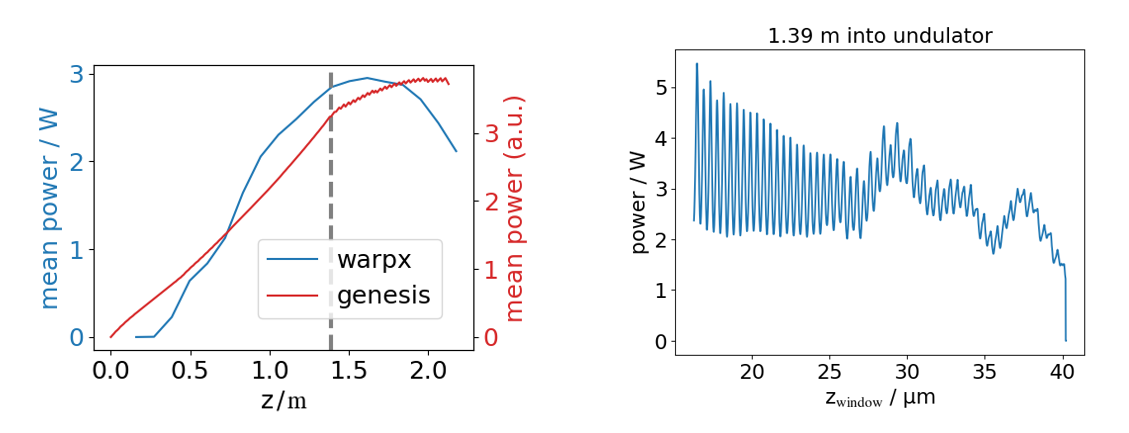 mean power / W
3
2
1
0
warpx
genesis
3
2
1
0
mean power (a.u.)
0.0 0.5 1.0 1.5 2.0
z/m
1.39 m into undulator
power / W
5
4
3
2
1
0
20 25 30 35 40
z_window / μm